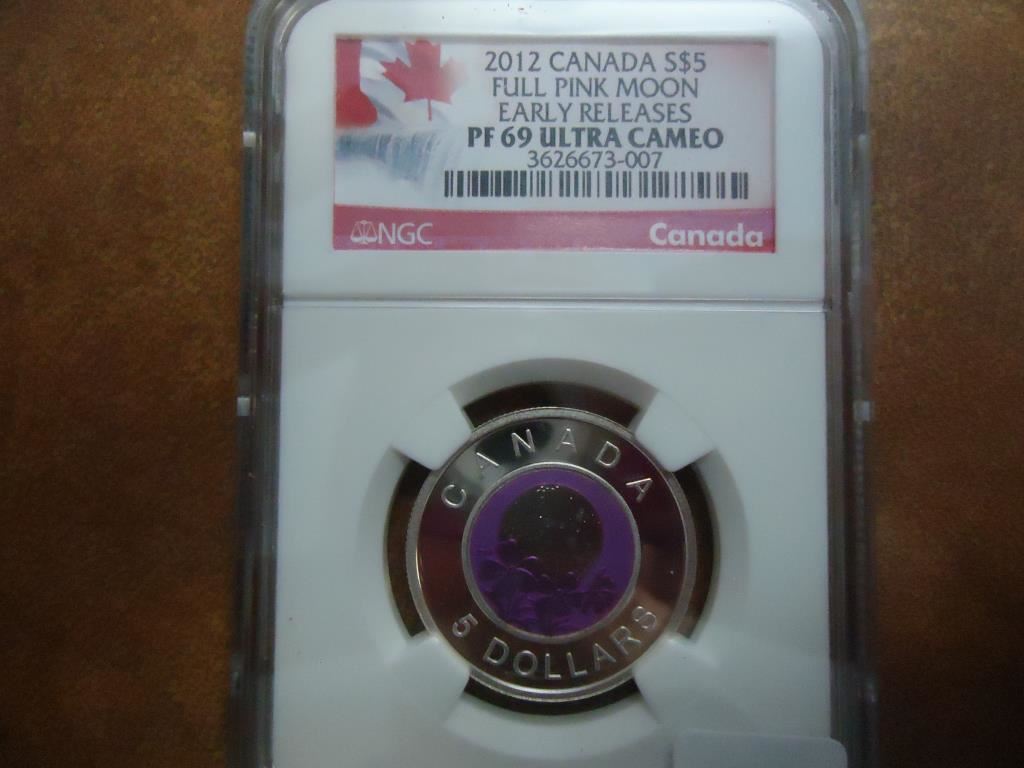 2012 CANADA S$5
FULL PINK MOON
EARLY RELEASES
PF 69 ULTRA CAMEO
3626673-007
NGC Canada
CANADA
5 DOLLARS